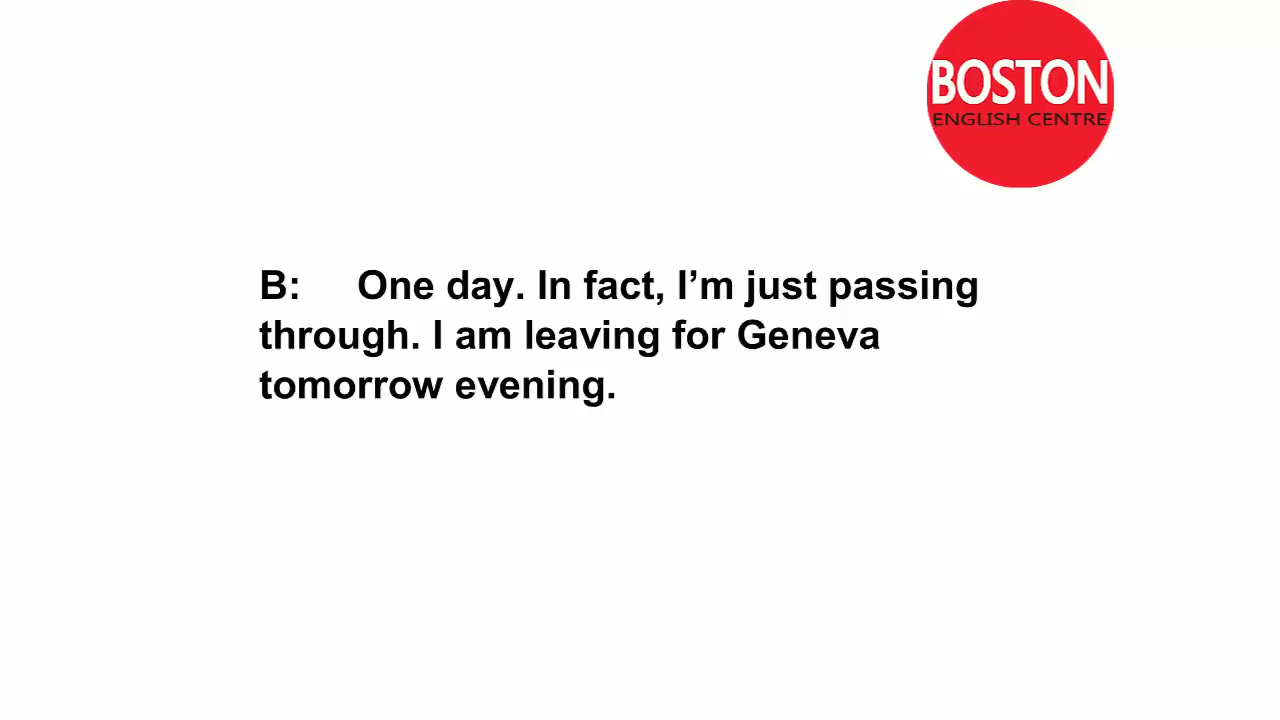 BOSTON
ENGLISH CENTRE
B: One day. In fact, I’m just passing
through. I am leaving for Geneva
tomorrow evening.